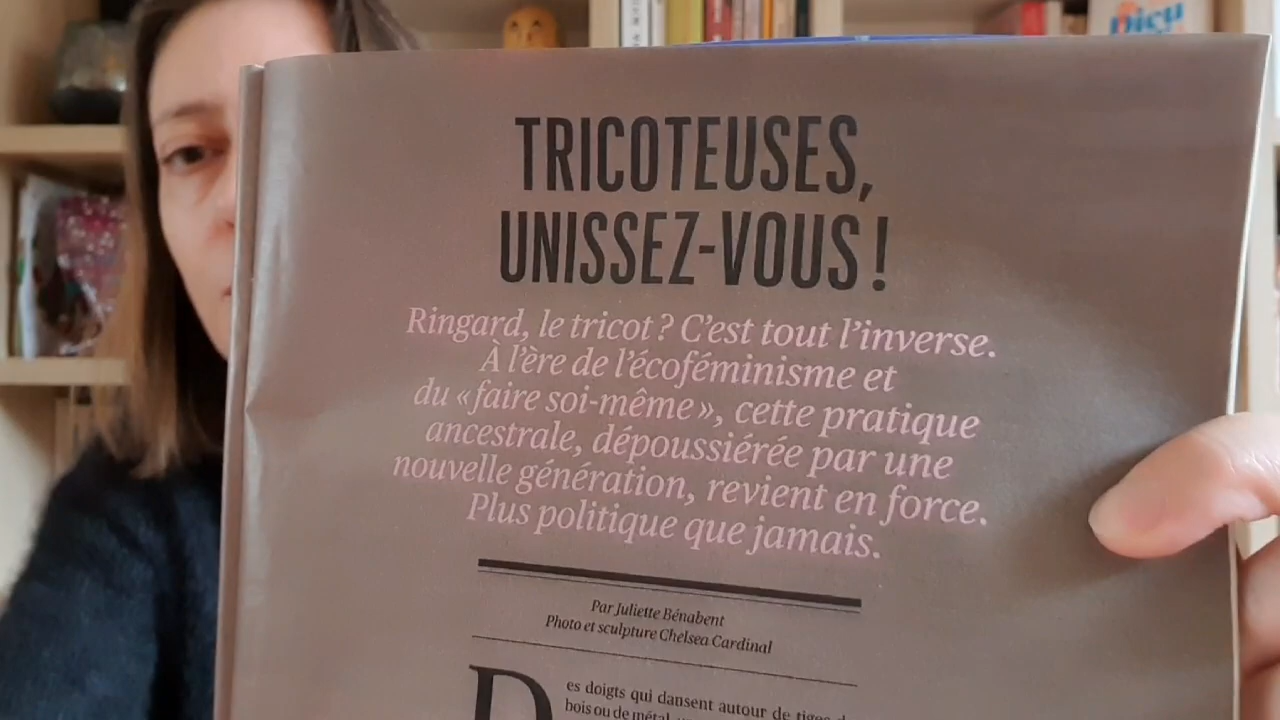 Dieu
TRICOTEUSES,
UNISSEZ-VOUS !
Ringard, le tricot ? C'est tout l'inverse.
À l'ère de l'écoféminisme et
du « faire soi-même », cette pratique
ancestrale, dépoussiérée par une
nouvelle génération, revient en force.
Plus politique que jamais.
Par Juliette Bénabent
Photo et sculpture Chelsea Cardinal
Des doigts qui dansent autour de tiges
bois ou de métal